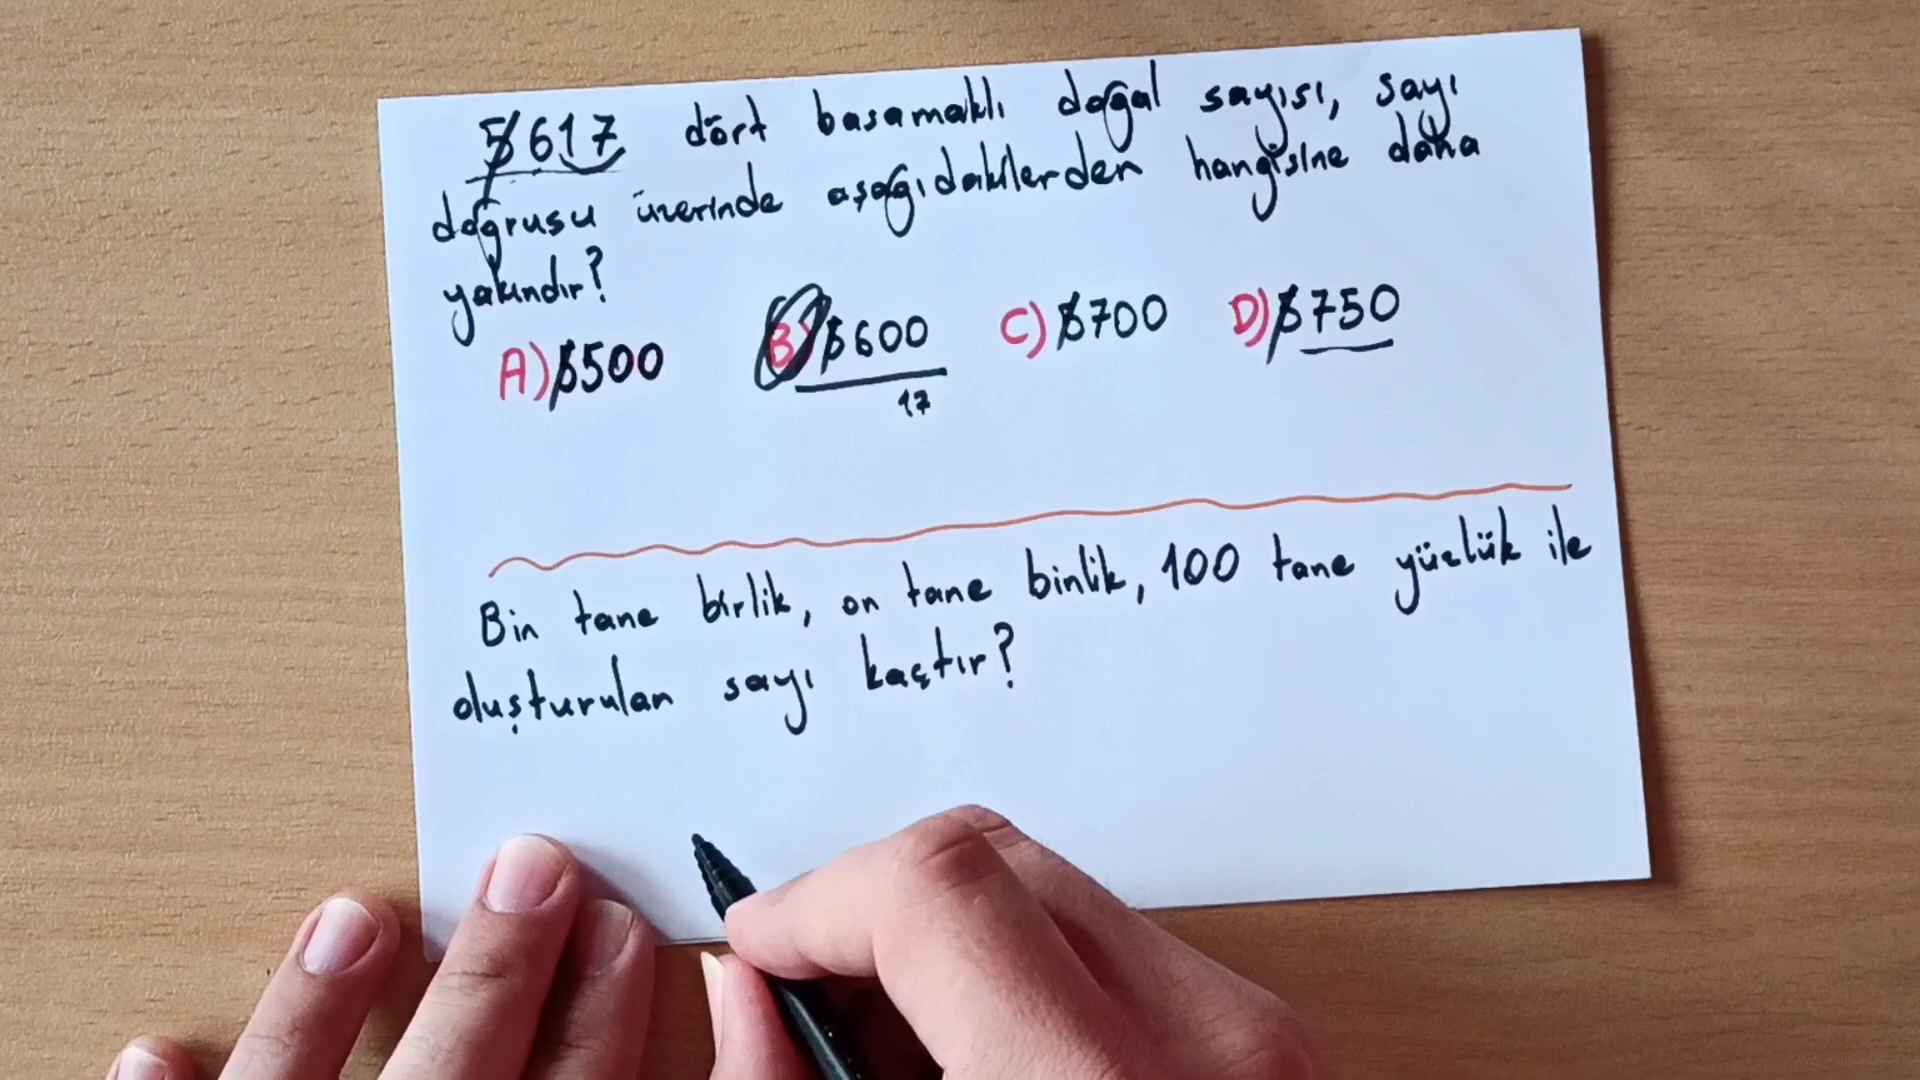 5617 dört basamaklı doğal sayısı, sayı
doğrusu üzerinde aşağıdakilerden hangisine daha
yakındır?
A) 5500 B) 5600 C) 5700 D) 5750
17
Bin tane birlik, on tane binlik, 100 tane yüzlük ile
oluşturulan sayı kaçtır?